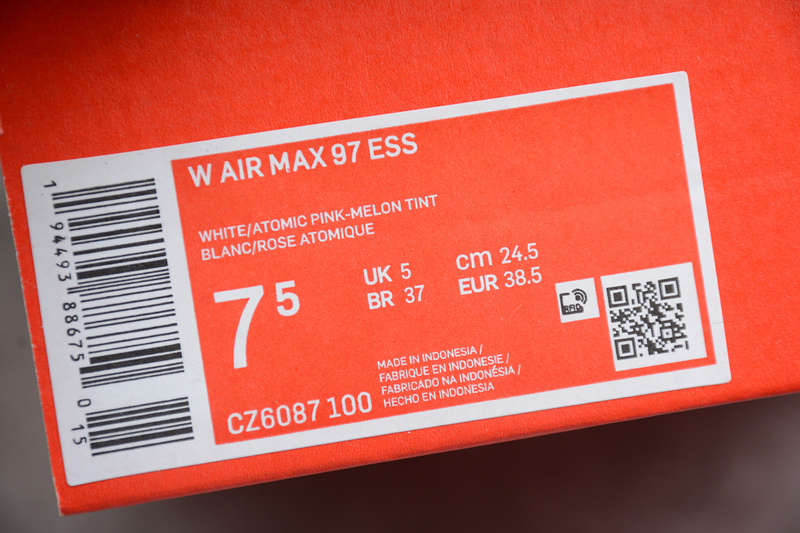 W AIR MAX 97 ESS
WHITE/ATOMIC PINK-MELON TINT
BLANC/ROSE ATOMIQUE
7 5
UK 5
BR 37
cm 24.5
EUR 38.5
RFID
MADE IN INDONESIA /
FABRIQUE EN INDONESIE /
FABRICADO NA INDONÉSIA /
HECHO EN INDONESIA
CZ6087 100
1 94493 88675 0 15